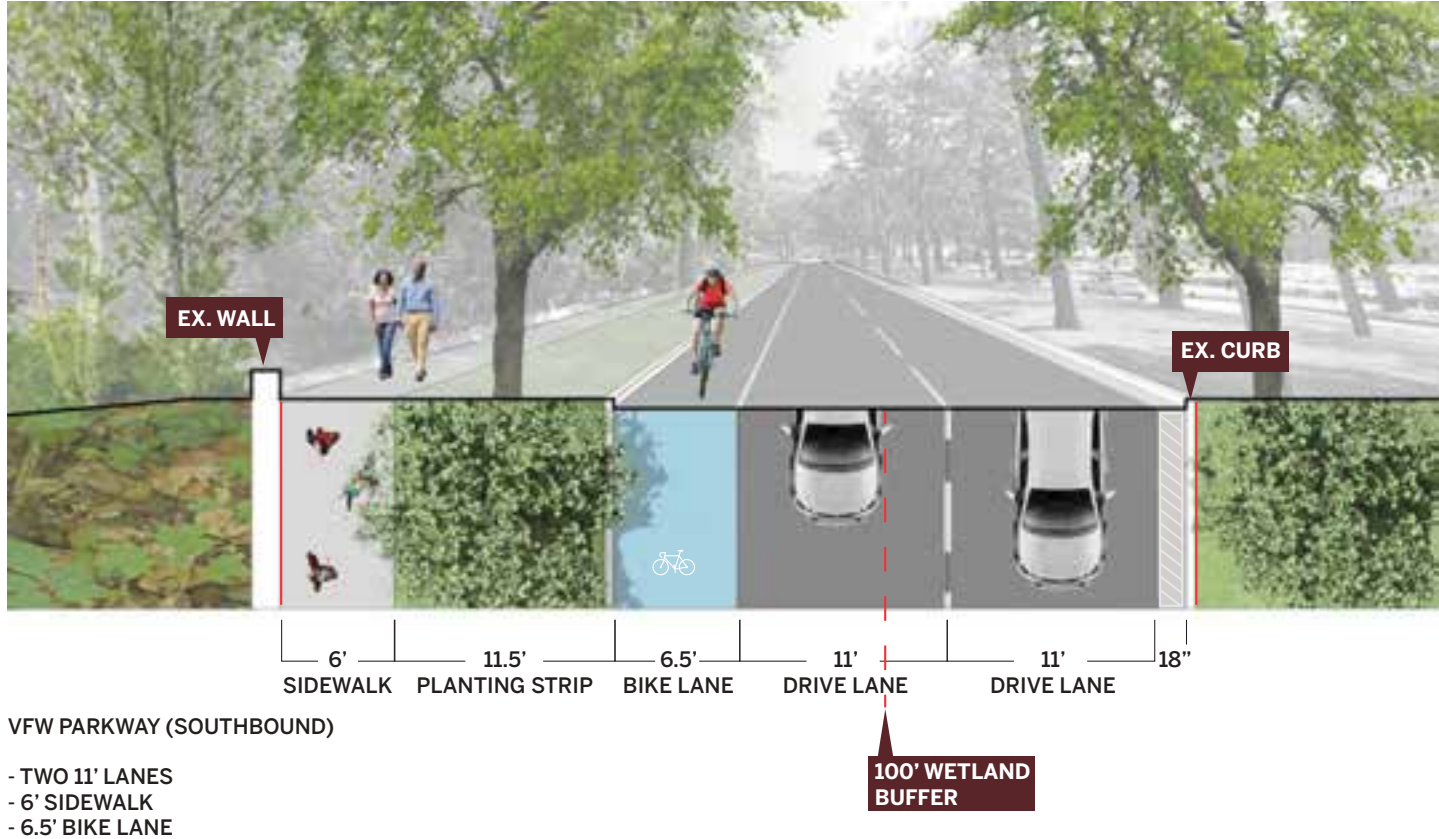 EX. WALL
EX. CURB
6’
11.5’
6.5’
11’
11’
18”
SIDEWALK
PLANTING STRIP
BIKE LANE
DRIVE LANE
DRIVE LANE
VFW PARKWAY (SOUTHBOUND)
100’ WETLAND
BUFFER
- TWO 11’ LANES
- 6’ SIDEWALK
- 6.5’ BIKE LANE